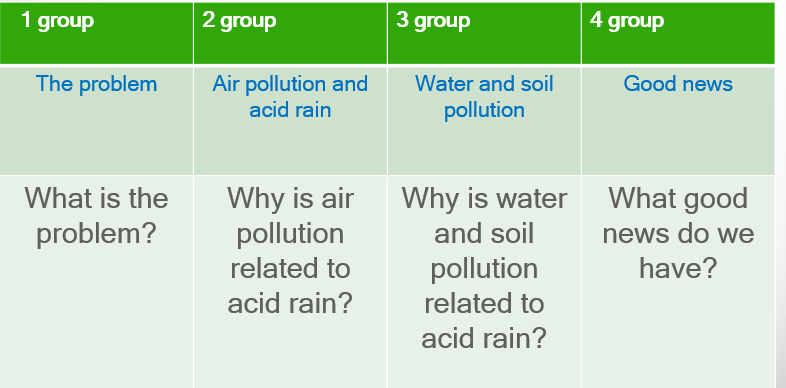 1 group
2 group
3 group
4 group
The problem
Air pollution and
acid rain
Water and soil
pollution
Good news
What is the
problem?
Why is air
pollution
related to
acid rain?
Why is water
and soil
pollution
related to
acid rain?
What good
news do we
have?